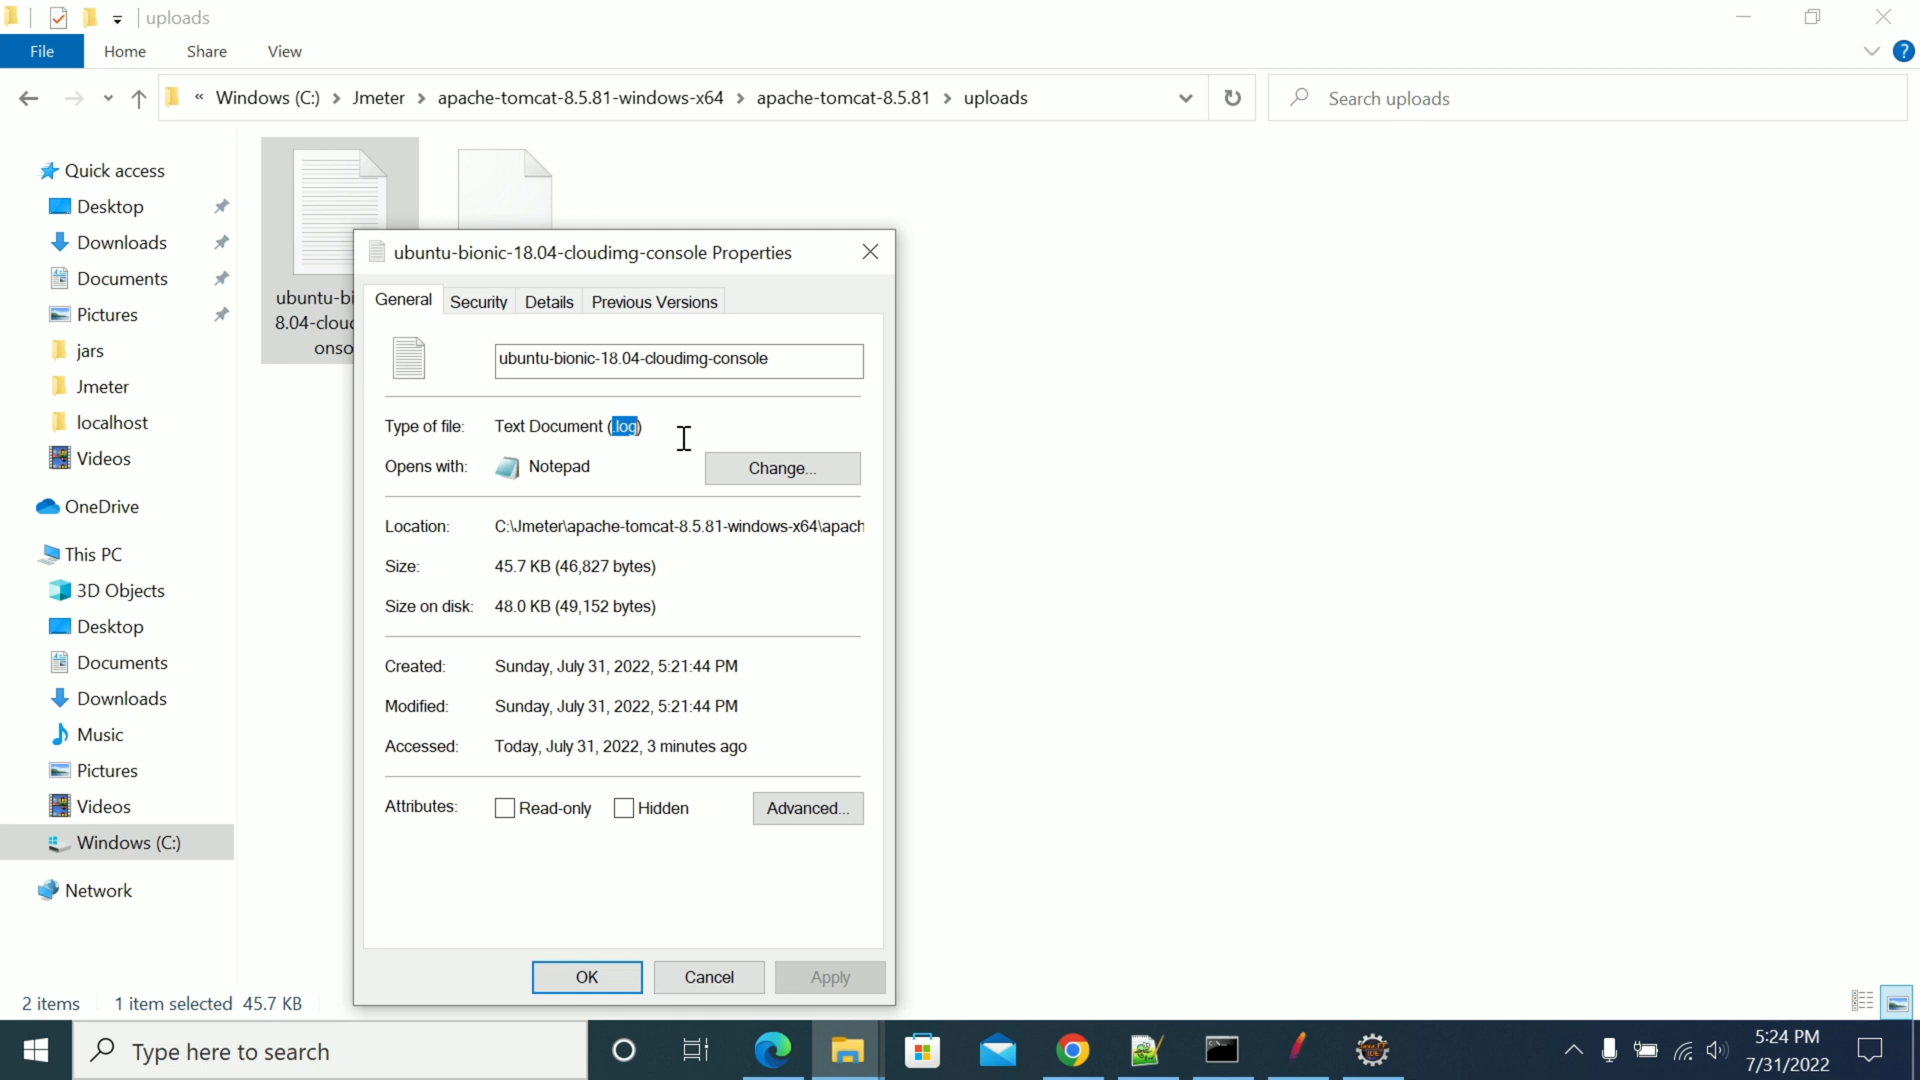 uploads
File Home Share View
« Windows (C:) > Jmeter > apache-tomcat-8.5.81-windows-x64 > apache-tomcat-8.5.81 > uploads
Search uploads
Quick access
Desktop
Downloads
Documents
Pictures
jars
Jmeter
localhost
Videos
OneDrive
This PC
3D Objects
Desktop
Documents
Downloads
Music
Pictures
Videos
Windows (C:)
Network
ubuntu-bi
8.04-clou
onso
ubuntu-bionic-18.04-cloudimg-console Properties
General Security Details Previous Versions
ubuntu-bionic-18.04-cloudimg-console
Type of file: Text Document (.log)
Opens with: Notepad Change...
Location: C:\Jmeter\apache-tomcat-8.5.81-windows-x64\apach
Size: 45.7 KB (46,827 bytes)
Size on disk: 48.0 KB (49,152 bytes)
Created: Sunday, July 31, 2022, 5:21:44 PM
Modified: Sunday, July 31, 2022, 5:21:44 PM
Accessed: Today, July 31, 2022, 3 minutes ago
Attributes: Read-only Hidden Advanced...
OK Cancel Apply
2 items 1 item selected 45.7 KB
Type here to search
5:24 PM
7/31/2022